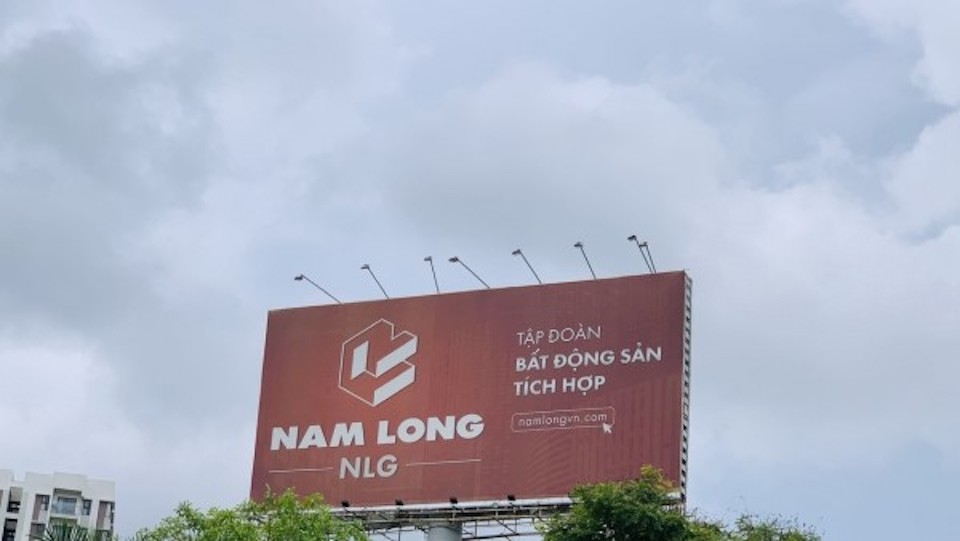 NAM LONG
NLG
TẬP ĐOÀN
BẤT ĐỘNG SẢN
TÍCH HỢP
namlongvn.com